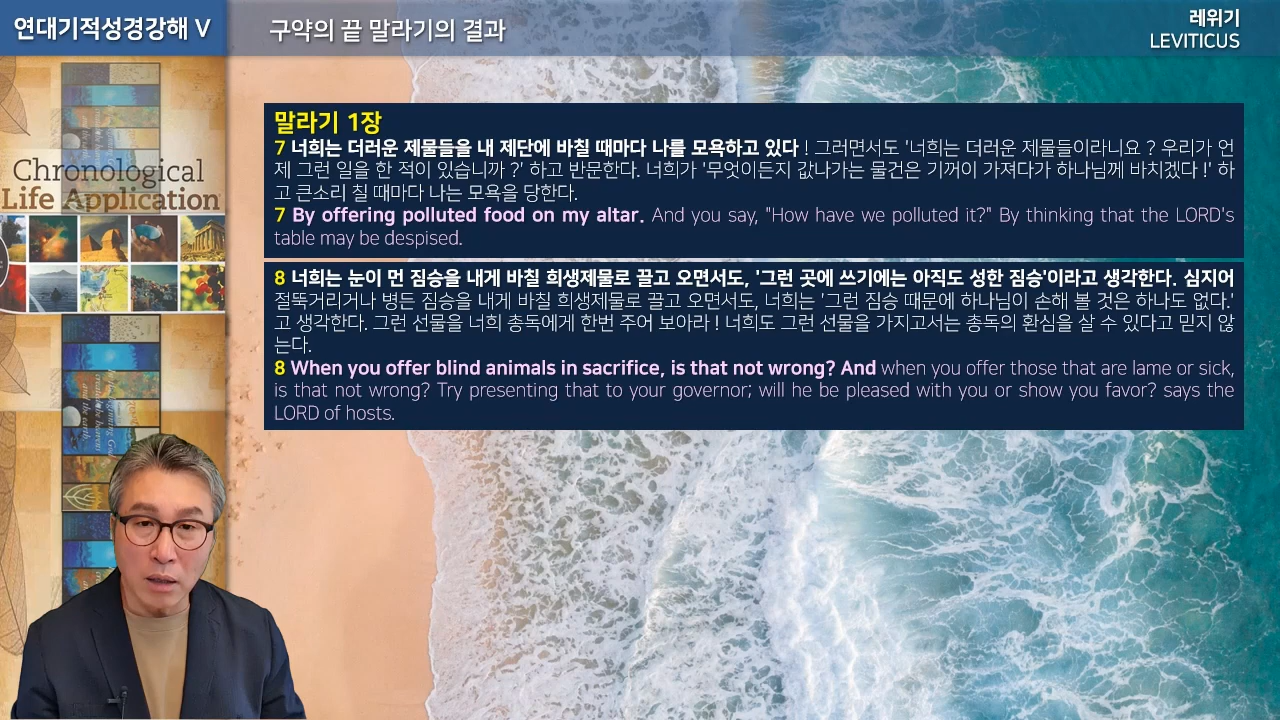 연대기적성경강해 V
구약의 끝 말라기의 결과
레위기
LEVITICUS
Chronological
Life Application
말라기 1장
7 너희는 더러운 제물들을 내 제단에 바칠 때마다 나를 모욕하고 있다 ! 그러면서도 '너희는 더러운 제물들이라니요 ? 우리가 언
제 그런 일을 한 적이 있습니까 ?' 하고 반문한다. 너희가 '무엇이든지 값나가는 물건은 기꺼이 가져다가 하나님께 바치겠다 !' 하
고 큰소리 칠 때마다 나는 모욕을 당한다.
7 By offering polluted food on my altar. And you say, "How have we polluted it?" By thinking that the LORD's
table may be despised.
8 너희는 눈이 먼 짐승을 내게 바칠 희생제물로 끌고 오면서도, '그런 곳에 쓰기에는 아직도 성한 짐승'이라고 생각한다. 심지어
절뚝거리거나 병든 짐승을 내게 바칠 희생제물로 끌고 오면서도, 너희는 '그런 짐승 때문에 하나님이 손해 볼 것은 하나도 없다.'
고 생각한다. 그런 선물을 너희 총독에게 한번 주어 보아라 ! 너희도 그런 선물을 가지고서는 총독의 환심을 살 수 있다고 믿지 않
는다.
8 When you offer blind animals in sacrifice, is that not wrong? And when you offer those that are lame or sick,
is that not wrong? Try presenting that to your governor; will he be pleased with you or show you favor? says the
LORD of hosts.